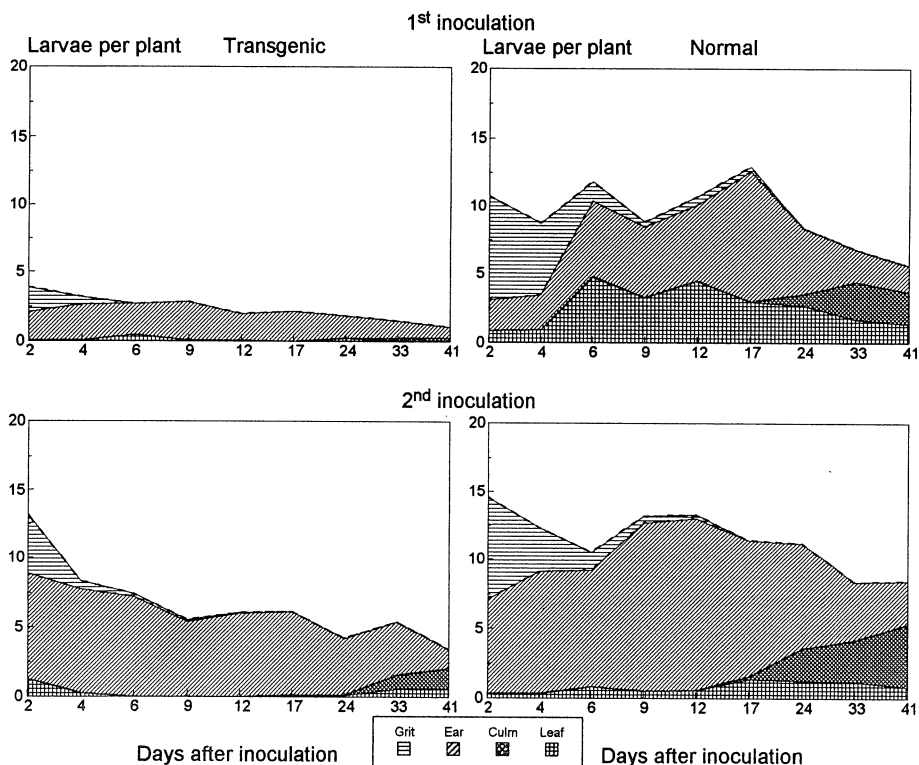 1st inoculation
Larvae per plant Transgenic
Larvae per plant Normal
20
15
10
5
0
2 4 6 9 12 17 24 33 41
20
15
10
5
0
2 4 6 9 12 17 24 33 41
2nd inoculation
20
15
10
5
0
2 4 6 9 12 17 24 33 41
20
15
10
5
0
2 4 6 9 12 17 24 33 41
Grit Ear Culm Leaf
Days after inoculation
Days after inoculation